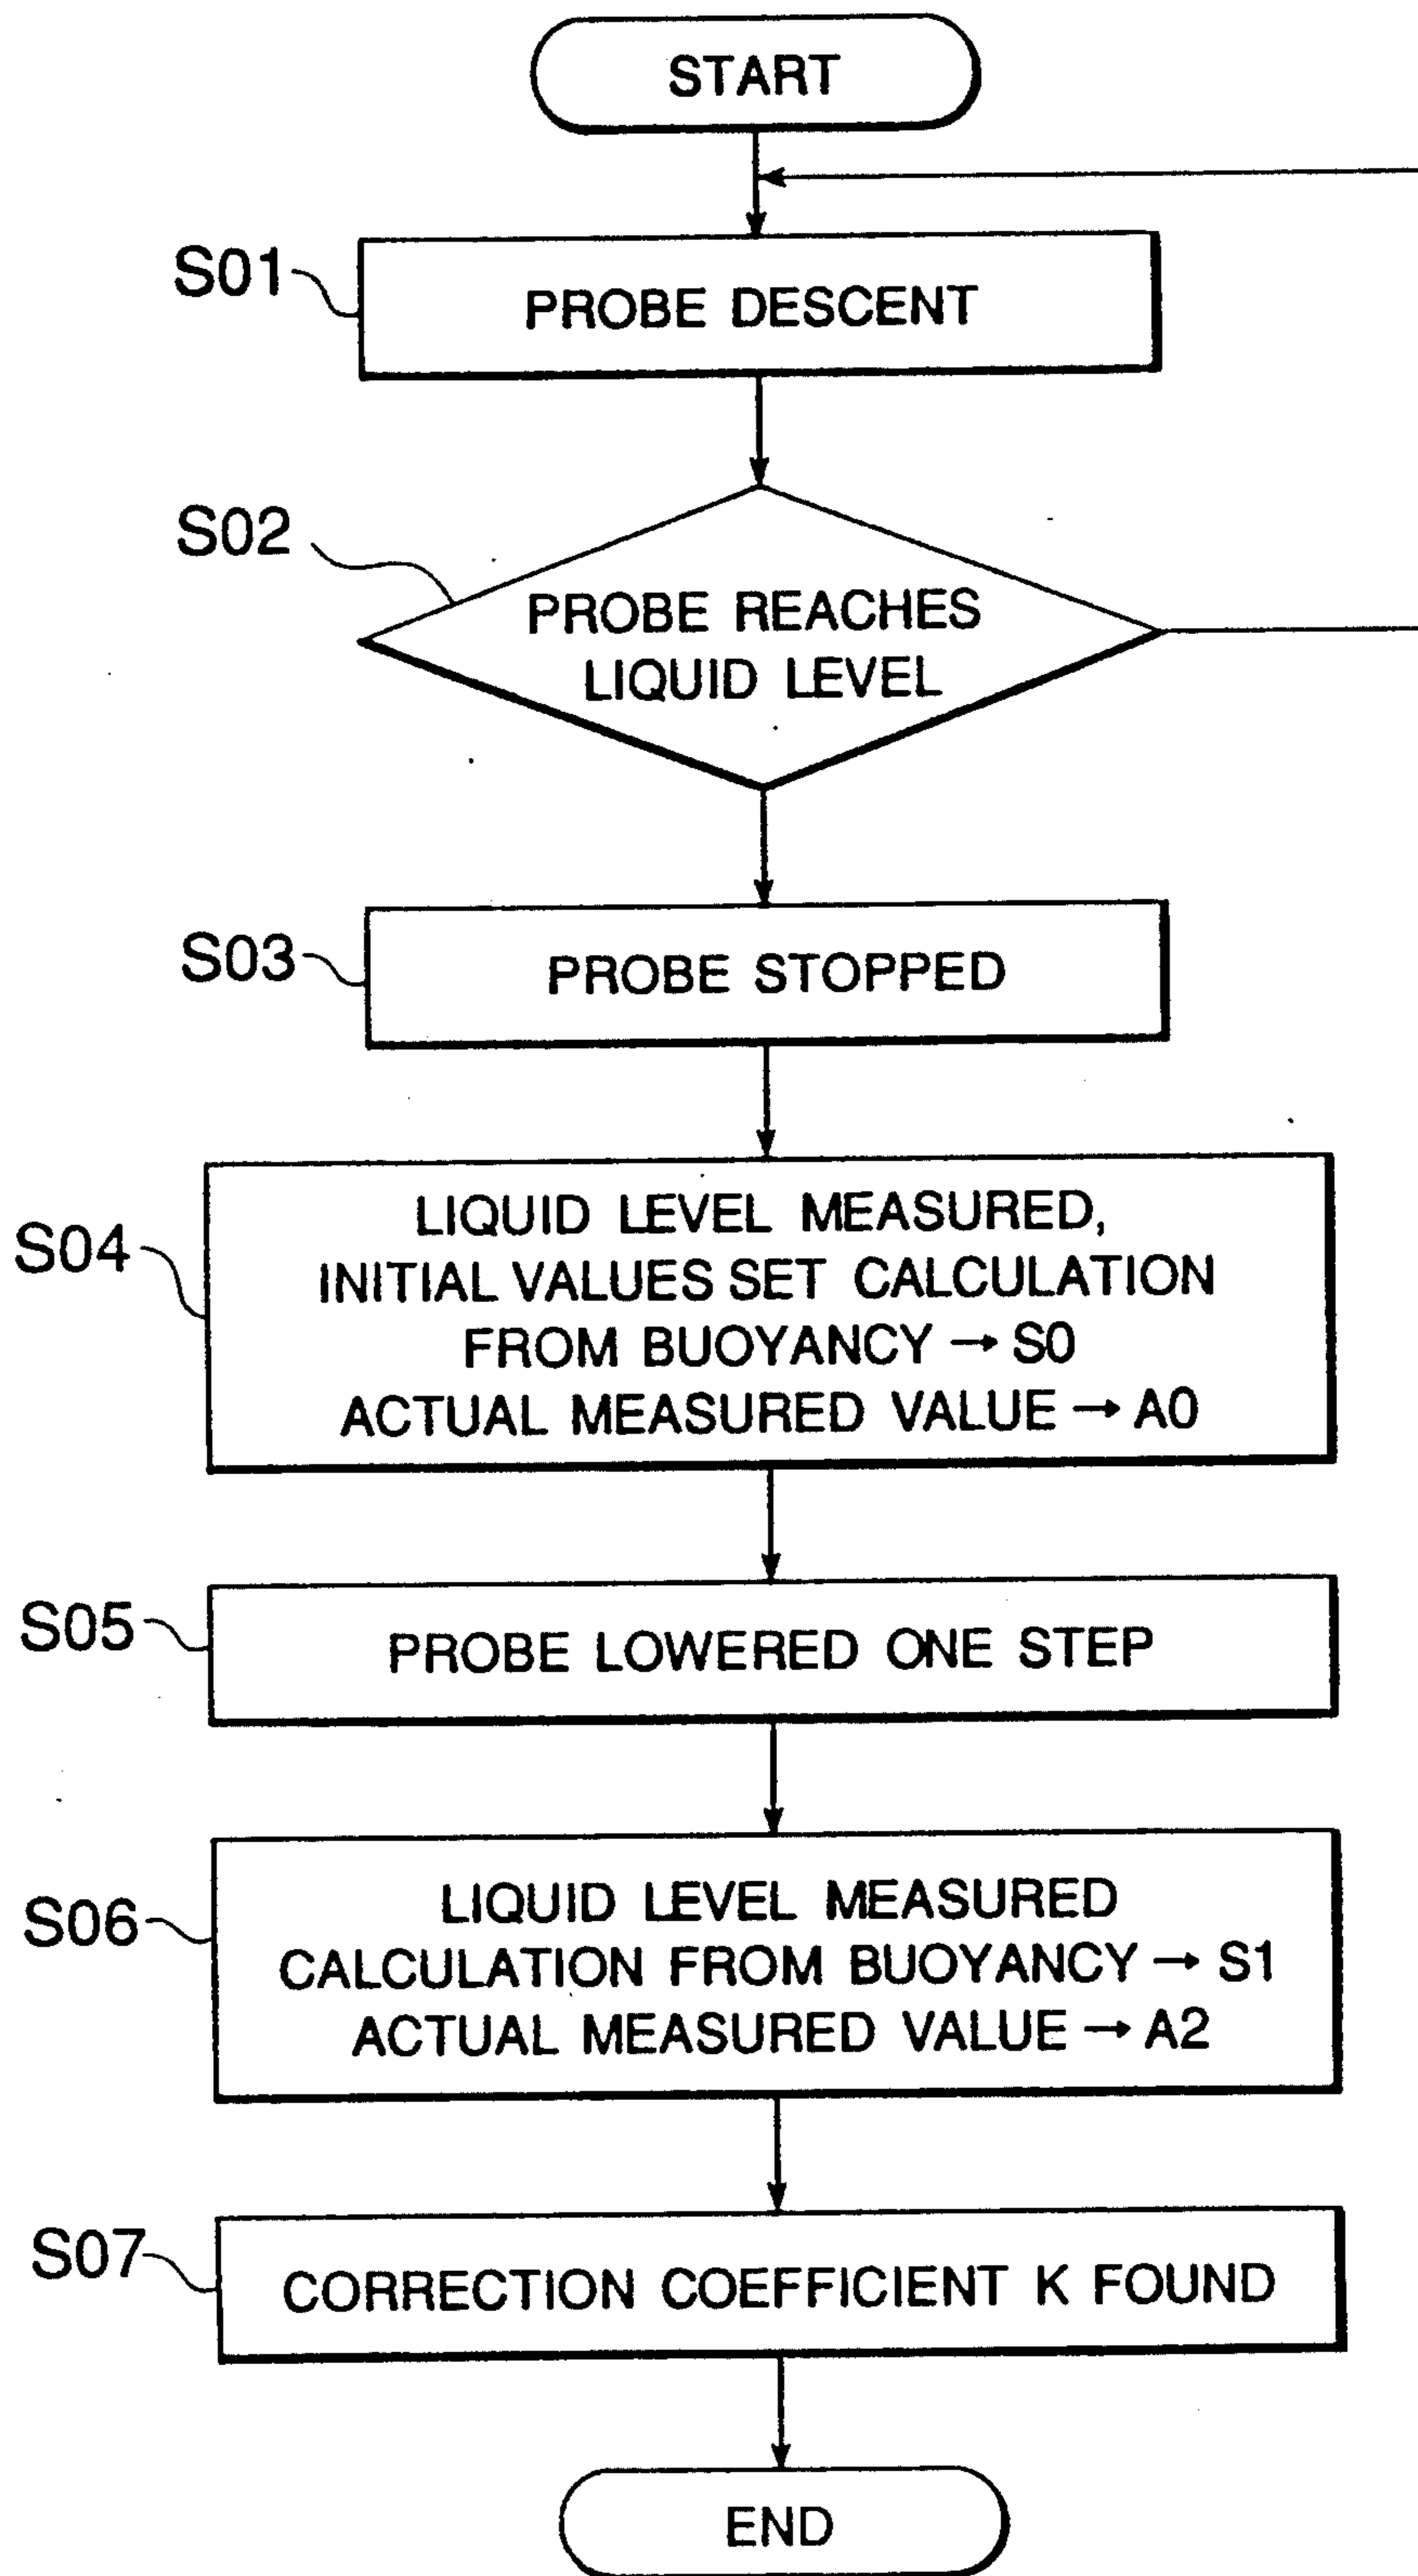 START
S01
PROBE DESCENT
S02
PROBE REACHES
LIQUID LEVEL
S03
PROBE STOPPED
S04
LIQUID LEVEL MEASURED,
INITIAL VALUES SET CALCULATION
FROM BUOYANCY → S0
ACTUAL MEASURED VALUE → A0
S05
PROBE LOWERED ONE STEP
S06
LIQUID LEVEL MEASURED
CALCULATION FROM BUOYANCY → S1
ACTUAL MEASURED VALUE → A2
S07
CORRECTION COEFFICIENT K FOUND
END